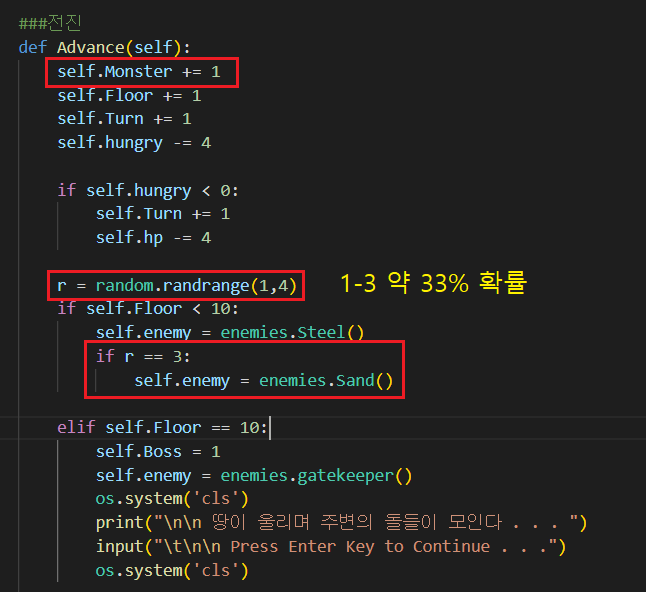 ###전진
def Advance(self):
    self.Monster += 1
    self.Floor += 1
    self.Turn += 1
    self.hungry -= 4
    if self.hungry < 0:
        self.Turn += 1
        self.hp -= 4
    r = random.randrange(1,4) 1-3 약 33% 확률
    if self.Floor < 10:
        self.enemy = enemies.Steel()
        if r == 3:
            self.enemy = enemies.Sand()
    elif self.Floor == 10:
        self.Boss = 1
        self.enemy = enemies.gatekeeper()
        os.system('cls')
        print("\n\n 땅이 울리며 주변의 돌들이 모인다 . . . ")
        input("\t\n\n Press Enter Key to Continue . . .")
        os.system('cls')